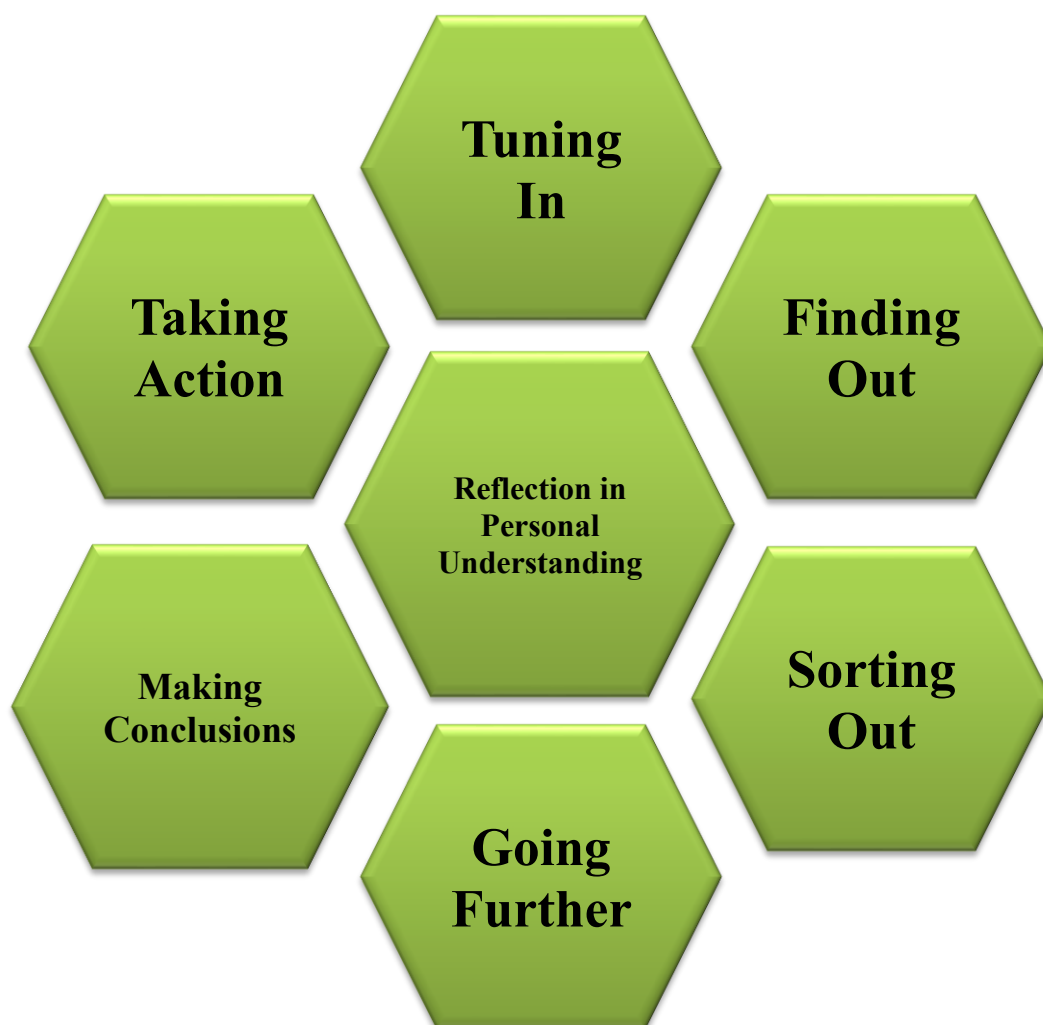 Tuning
In
Taking
Action
Finding
Out
Reflection in
Personal
Understanding
Making
Conclusions
Sorting
Out
Going
Further